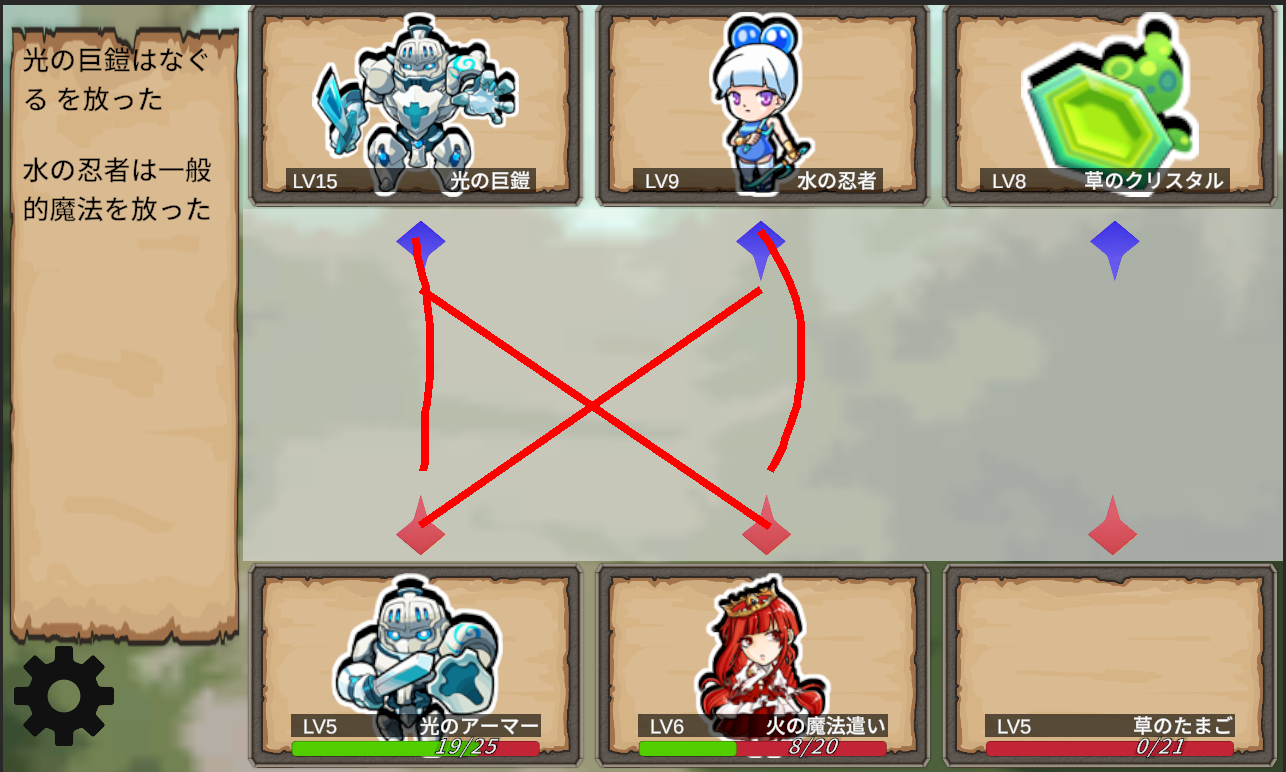 光の巨鎧はなぐ
る を放った
水の忍者は一般
的魔法を放った
LV15 光の巨鎧
LV9 水の忍者
LV8 草のクリスタル
LV5 光のアーマー
19/25
LV6 火の魔法遣い
8/20
LV5 草のたまご
0/21